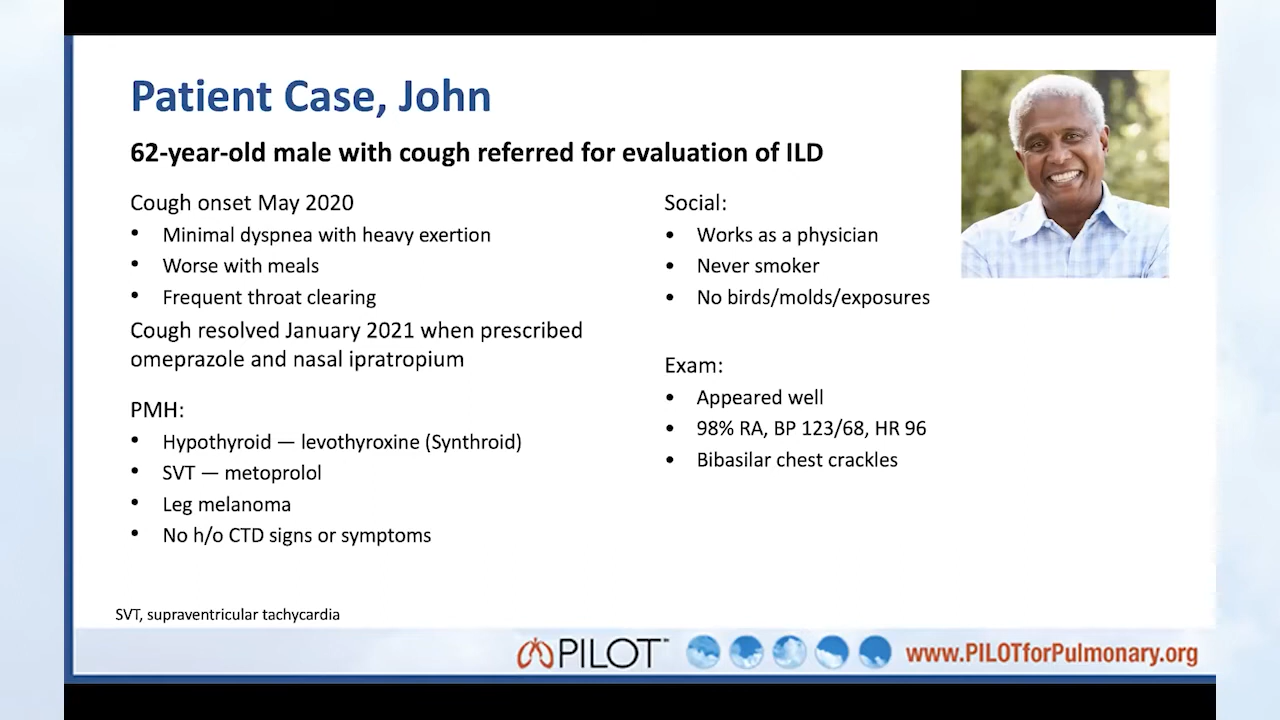 Patient Case, John
62-year-old male with cough referred for evaluation of ILD
Cough onset May 2020
• Minimal dyspnea with heavy exertion
• Worse with meals
• Frequent throat clearing
Cough resolved January 2021 when prescribed
omeprazole and nasal ipratropium
PMH:
• Hypothyroid — levothyroxine (Synthroid)
• SVT — metoprolol
• Leg melanoma
• No h/o CTD signs or symptoms
Social:
• Works as a physician
• Never smoker
• No birds/molds/exposures
Exam:
• Appeared well
• 98% RA, BP 123/68, HR 96
• Bibasilar chest crackles
SVT, supraventricular tachycardia
PILOT™
www.PILOTforPulmonary.org